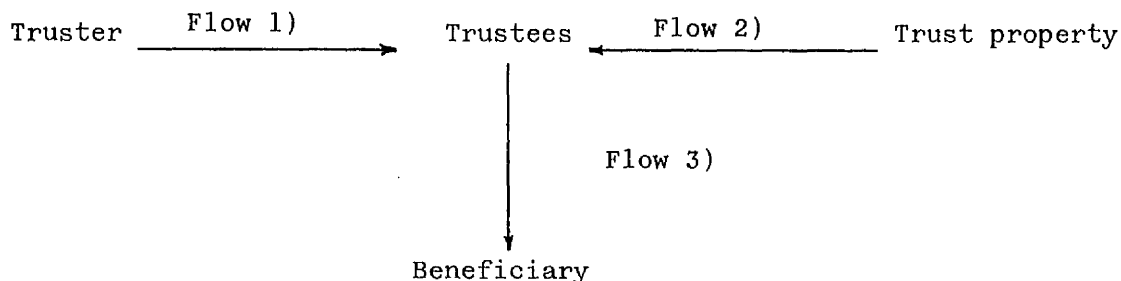 Truster Flow 1) Trustees Flow 2) Trust property
Flow 3)
Beneficiary